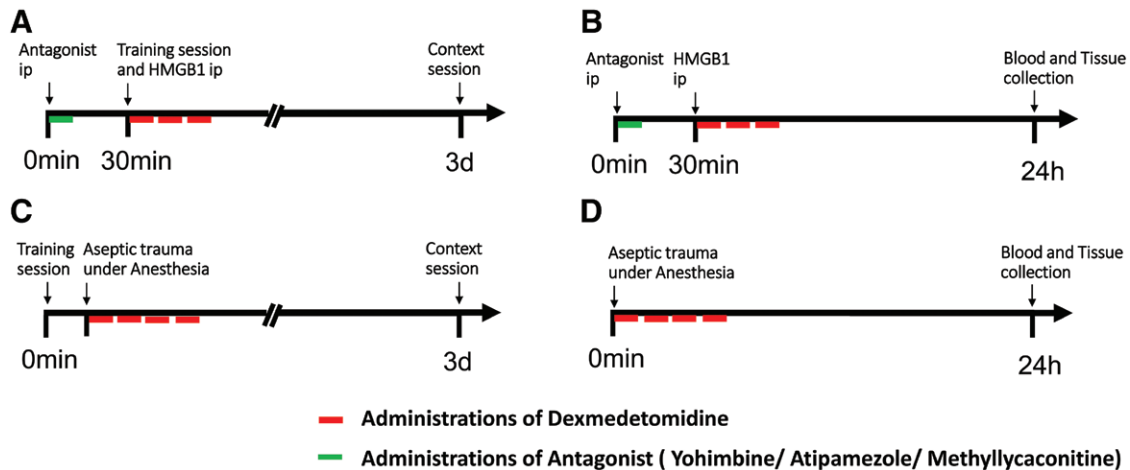 A
Antagonist
ip
Training session
and HMGB1 ip
Context
session
0min
30min
3d
B
Antagonist
ip
HMGB1
ip
Blood and Tissue
collection
0min
30min
24h
C
Training
session
Aseptic trauma
under Anesthesia
Context
session
0min
3d
D
Aseptic trauma
under Anesthesia
Blood and Tissue
collection
0min
24h
Administrations of Dexmedetomidine
Administrations of Antagonist ( Yohimbine/ Atipamezole/ Methyllycaconitine)